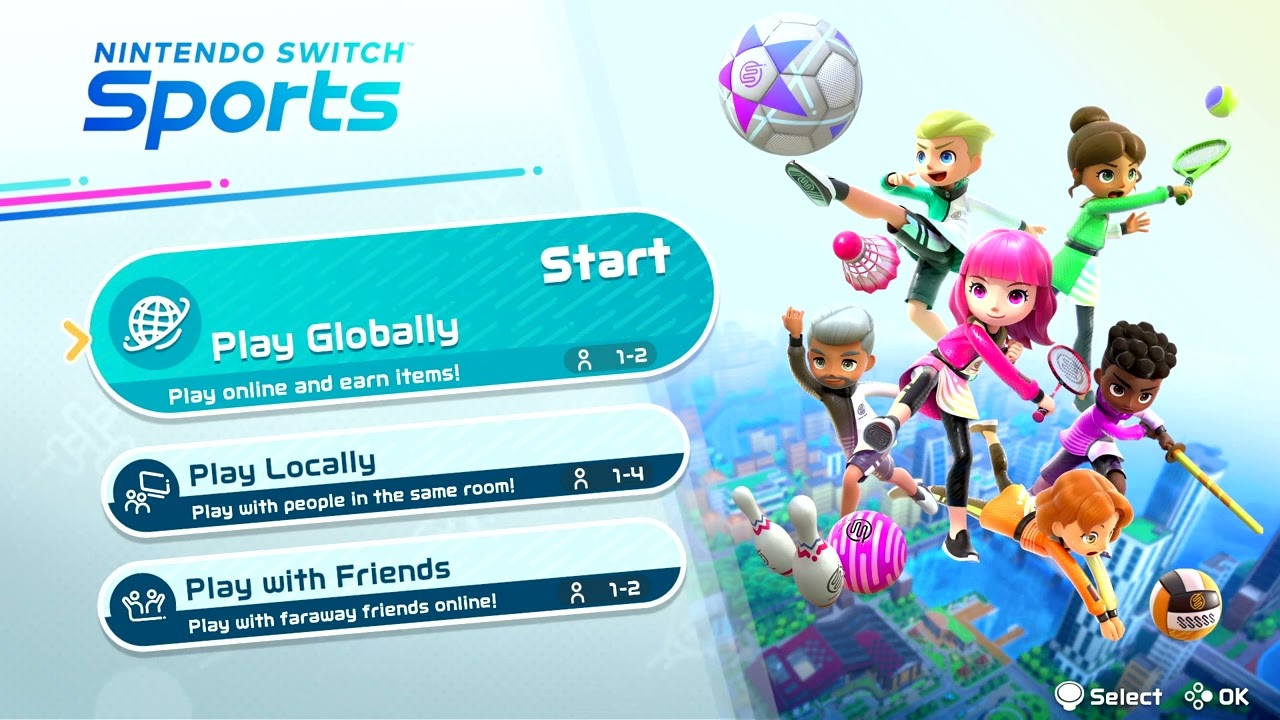 NINTENDO SWITCH™
Sports
Start
Play Globally
Play online and earn items!
1-2
Play Locally
Play with people in the same room!
1-4
Play with Friends
Play with faraway friends online!
1-2
Select OK